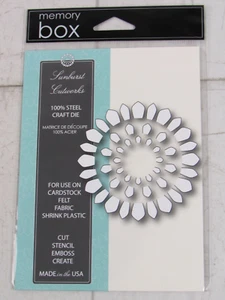 memory
box
Sunburst
Cutworks
100% STEEL
CRAFT DIE
MATRICE DE DÉCOUPE
100% ACIER
FOR USE ON
CARDSTOCK
FELT
FABRIC
SHRINK PLASTIC
CUT
STENCIL
EMBOSS
CREATE
MADE in the USA